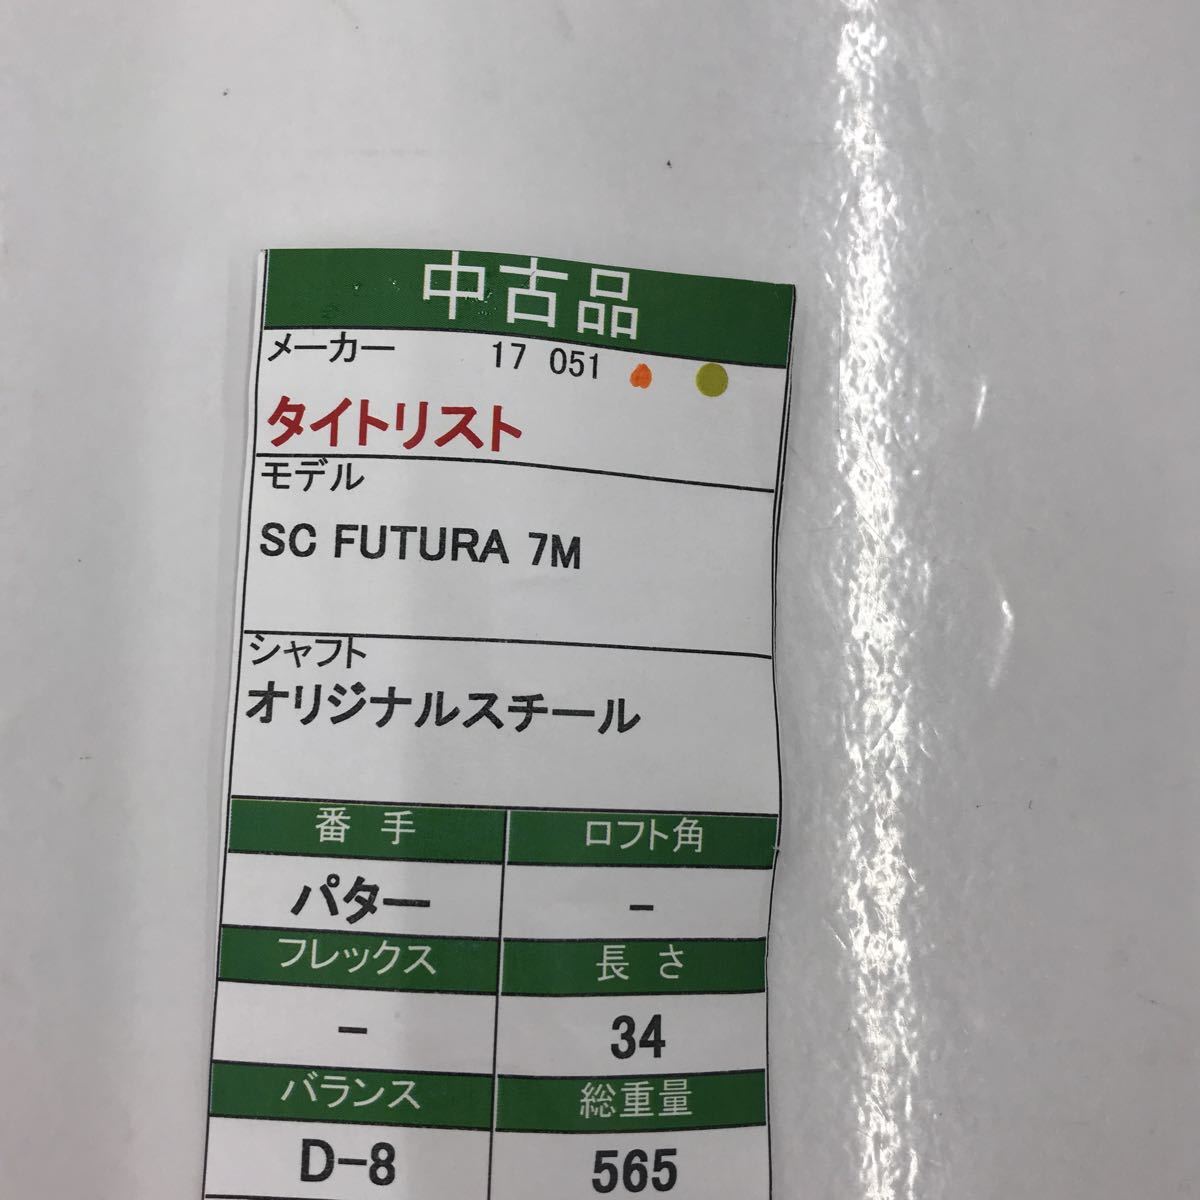 中古品
メーカー 17 051
タイトリスト
モデル
SC FUTURA 7M
シャフト
オリジナルスチール
番手 ロフト角
パター -
フレックス 長さ
- 34
バランス 総重量
D-8 565